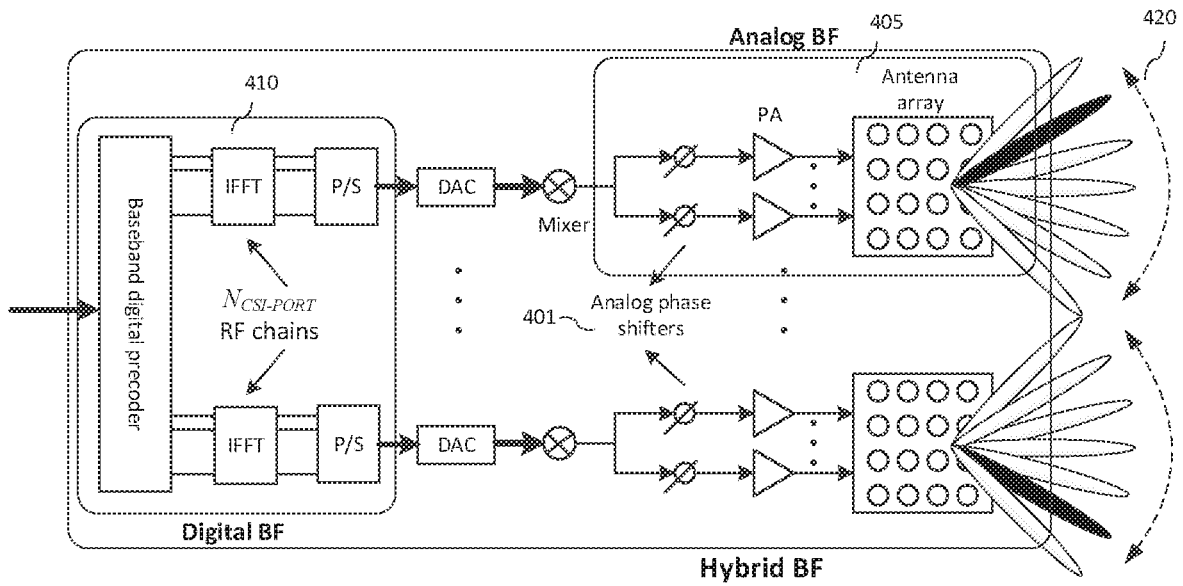 Analog BF
405
420
410
Antenna
array
PA
Baseband digital precoder
IFFT
P/S
DAC
Mixer
N_CSI-PORT
RF chains
401
Analog phase
shifters
IFFT
P/S
DAC
Digital BF
Hybrid BF